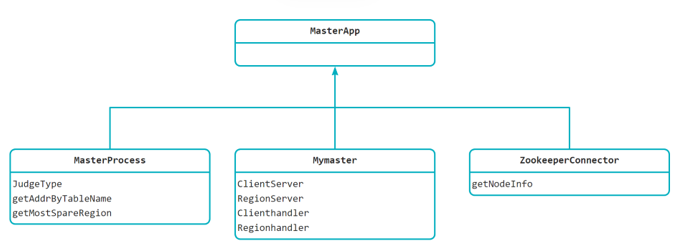 MasterApp
MasterProcess
JudgeType
getAddrByTableName
getMostSpareRegion
Mymaster
ClientServer
RegionServer
Clienthandler
Regionhandler
ZookeeperConnector
getNodeInfo